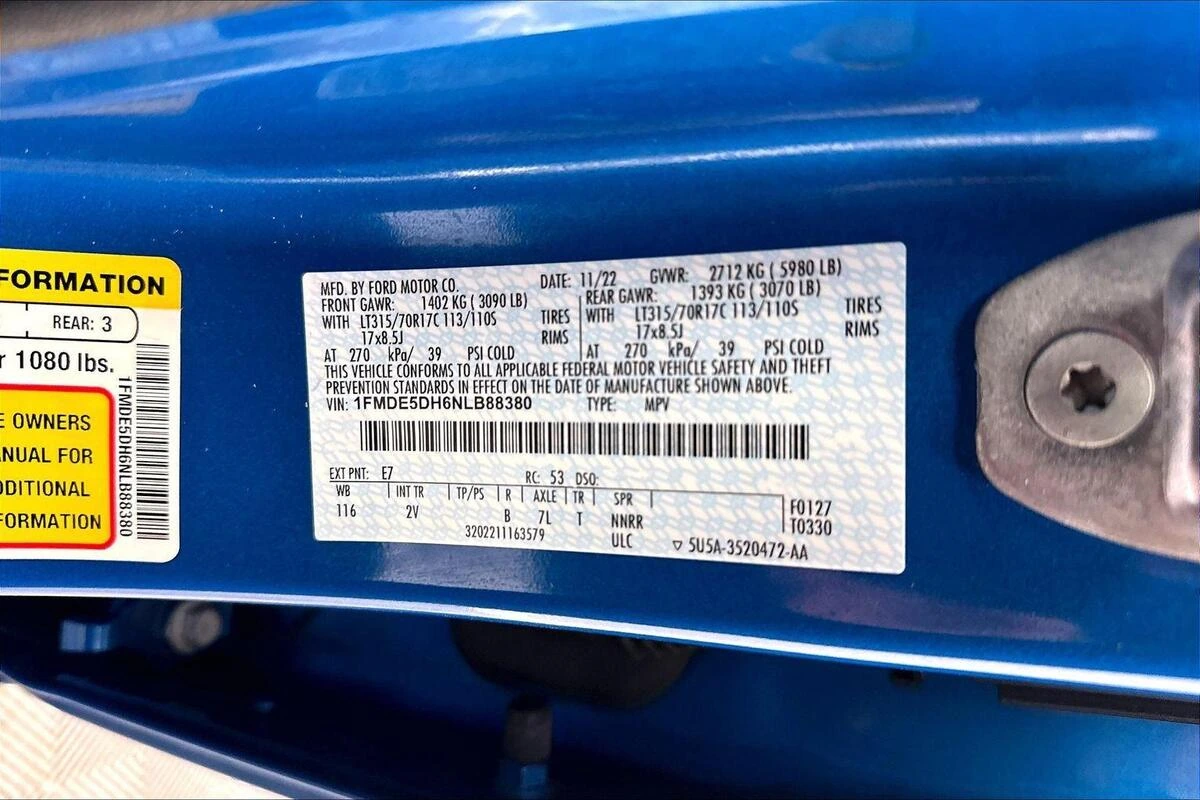 FORMATION
REAR: 3
1080 lbs.
OWNERS
ANUAL FOR
DDITIONAL
FORMATION
1FMDE5DH6NLB88380
MFD. BY FORD MOTOR CO. DATE: 11/22 GVWR: 2712 KG ( 5980 LB)
FRONT GAWR: 1402 KG ( 3090 LB) REAR GAWR: 1393 KG ( 3070 LB)
WITH LT315/70R17C 113/110S TIRES WITH LT315/70R17C 113/110S TIRES
17x8.5J RIMS 17x8.5J RIMS
AT 270 kPa/ 39 PSI COLD AT 270 kPa/ 39 PSI COLD
THIS VEHICLE CONFORMS TO ALL APPLICABLE FEDERAL MOTOR VEHICLE SAFETY AND THEFT
PREVENTION STANDARDS IN EFFECT ON THE DATE OF MANUFACTURE SHOWN ABOVE.
VIN: 1FMDE5DH6NLB88380 TYPE: MPV
EXT PNT: E7 RC: 53 DSO:
WB INT TR TP/PS R AXLE TR SPR F0127
116 2V B 7L T NNRR T0330
3202211163579 ULC ▽ 5U5A-3520472-AA